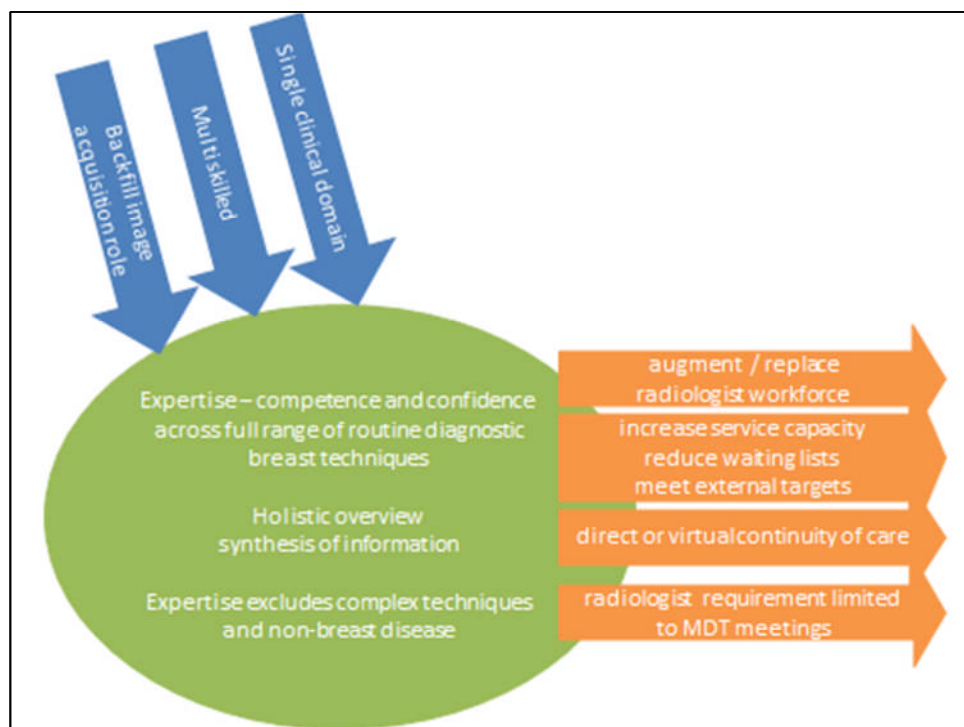 Backfill image
acquisition role
Multi skilled
Single clinical domain
Expertise – competence and confidence
across full range of routine diagnostic
breast techniques
Holistic overview
synthesis of information
Expertise excludes complex techniques
and non-breast disease
augment / replace
radiologist workforce
increase service capacity
reduce waiting lists
meet external targets
direct or virtual continuity of care
radiologist requirement limited
to MDT meetings